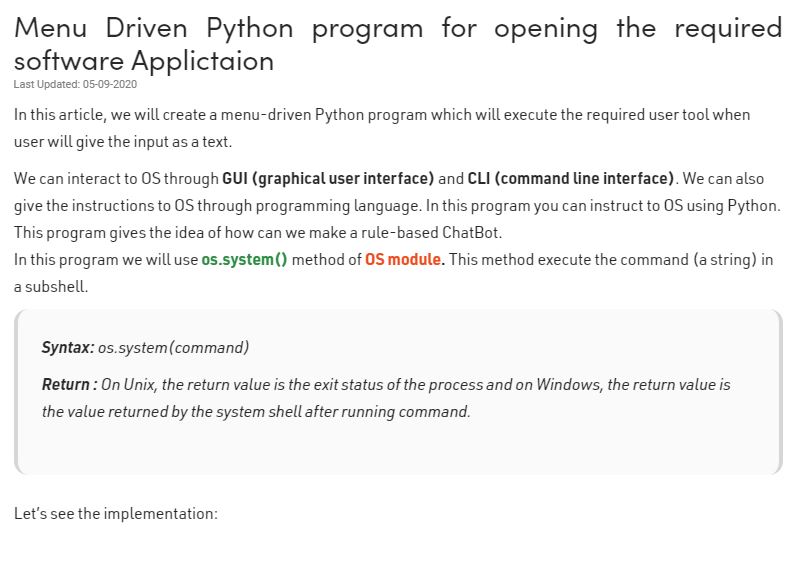 Menu Driven Python program for opening the required
software Applictaion
Last Updated: 05-09-2020
In this article, we will create a menu-driven Python program which will execute the required user tool when
user will give the input as a text.
We can interact to OS through GUI (graphical user interface) and CLI (command line interface). We can also
give the instructions to OS through programming language. In this program you can instruct to OS using Python.
This program gives the idea of how can we make a rule-based ChatBot.
In this program we will use os.system() method of OS module. This method execute the command (a string) in
a subshell.
Syntax: os.system(command)
Return : On Unix, the return value is the exit status of the process and on Windows, the return value is
the value returned by the system shell after running command.
Let's see the implementation: